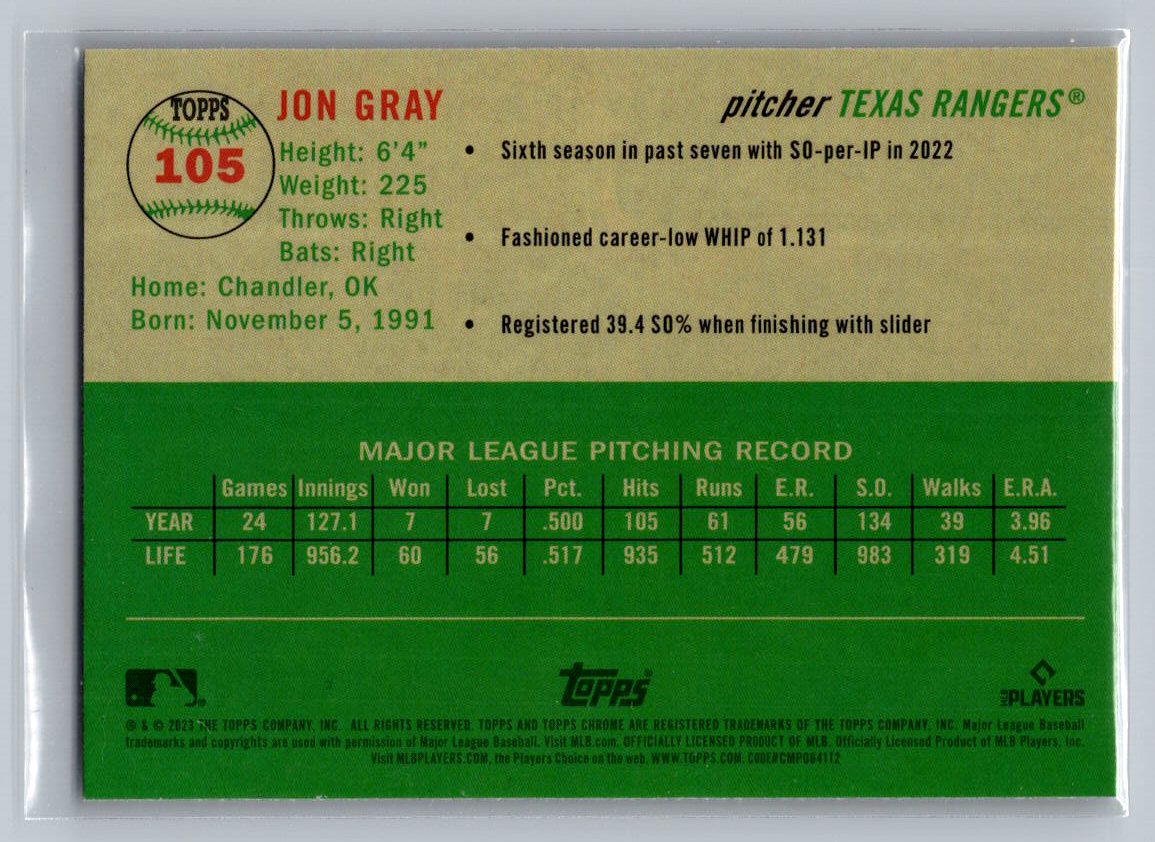 TOPPS
105
JON GRAY
pitcher TEXAS RANGERS®
Height: 6'4"
Weight: 225
Throws: Right
Bats: Right
Home: Chandler, OK
Born: November 5, 1991
• Sixth season in past seven with SO-per-IP in 2022
• Fashioned career-low WHIP of 1.131
• Registered 39.4 SO% when finishing with slider
MAJOR LEAGUE PITCHING RECORD
Games Innings Won Lost Pct. Hits Runs E.R. S.O. Walks E.R.A.
YEAR 24 127.1 7 7 .500 105 61 56 134 39 3.96
LIFE 176 956.2 60 56 .517 935 512 479 983 319 4.51
topps®
MLB PLAYERS
® & © 2023 THE TOPPS COMPANY, INC. ALL RIGHTS RESERVED. TOPPS AND TOPPS CHROME ARE REGISTERED TRADEMARKS OF THE TOPPS COMPANY, INC. Major League Baseball
trademarks and copyrights are used with permission of Major League Baseball. Visit MLB.com. OFFICIALLY LICENSED PRODUCT OF MLB. Officially Licensed Product of MLB Players, Inc.
Visit MLBPLAYERS.COM, the Players Choice on the web. WWW.TOPPS.COM. CODE#CMP084112